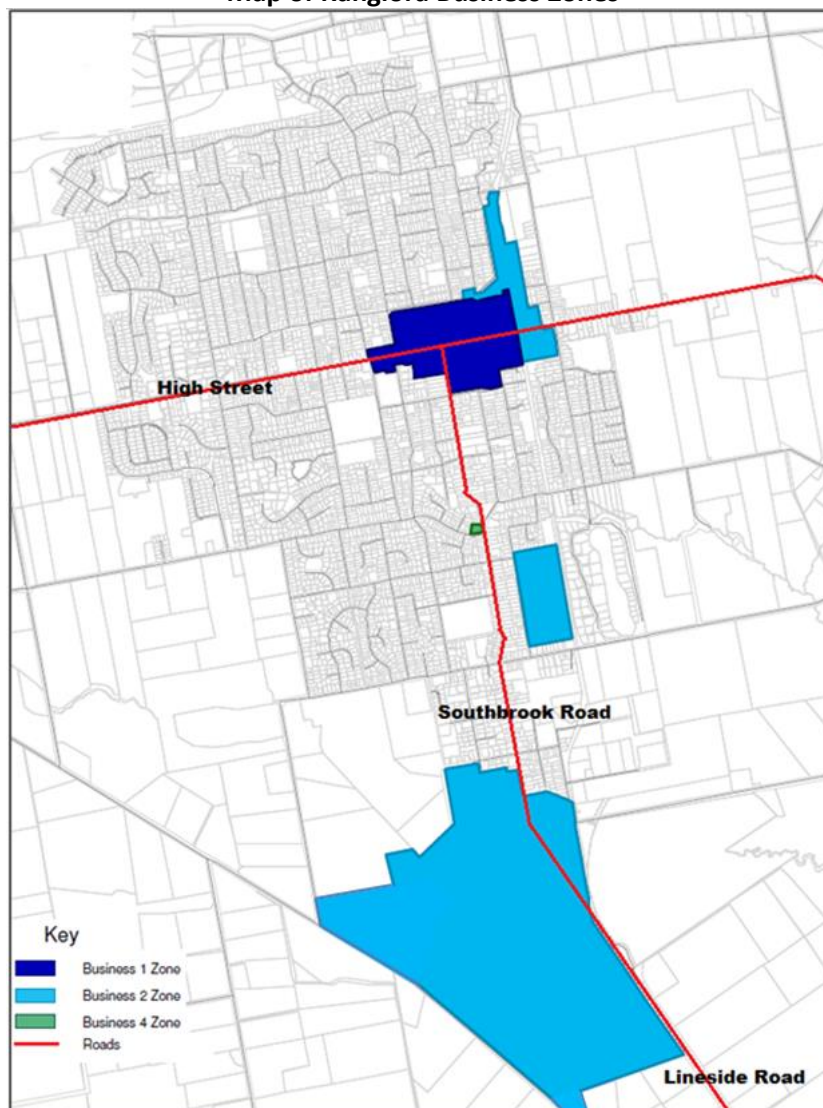 Map of Rangiora Business Zones
High Street
Southbrook Road
Key
Business 1 Zone
Business 2 Zone
Business 4 Zone
Roads
Lineside Road